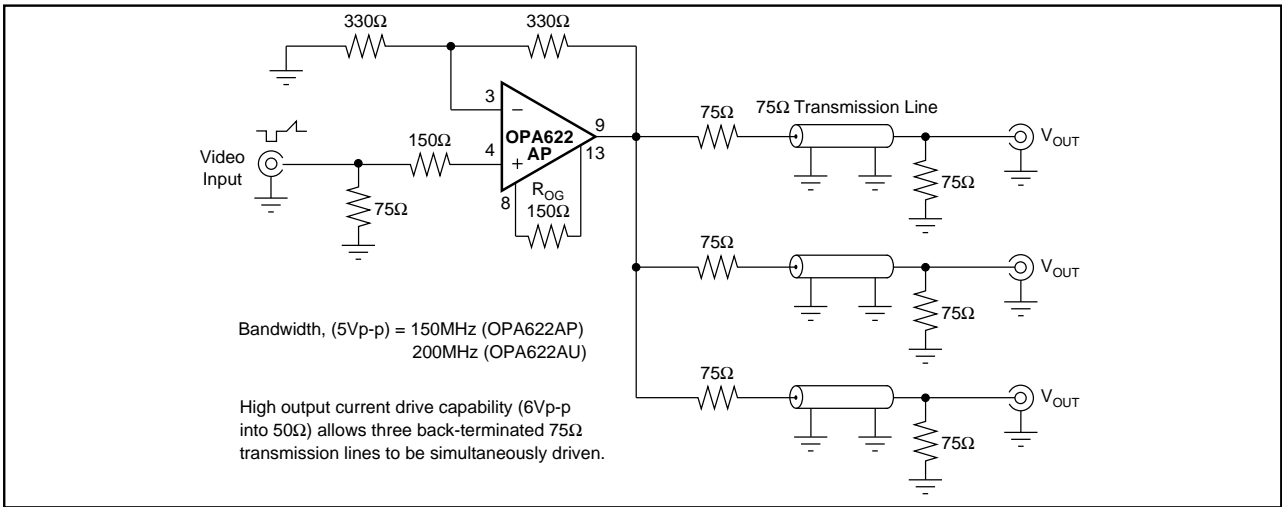 330Ω
330Ω
3
–
9
OPA622
AP
13
4
+
8
R_OG
150Ω
150Ω
Video
Input
75Ω
75Ω
75Ω Transmission Line
V_OUT
75Ω
75Ω
V_OUT
75Ω
75Ω
V_OUT
75Ω
Bandwidth, (5Vp-p) = 150MHz (OPA622AP)
200MHz (OPA622AU)
High output current drive capability (6Vp-p
into 50Ω) allows three back-terminated 75Ω
transmission lines to be simultaneously driven.